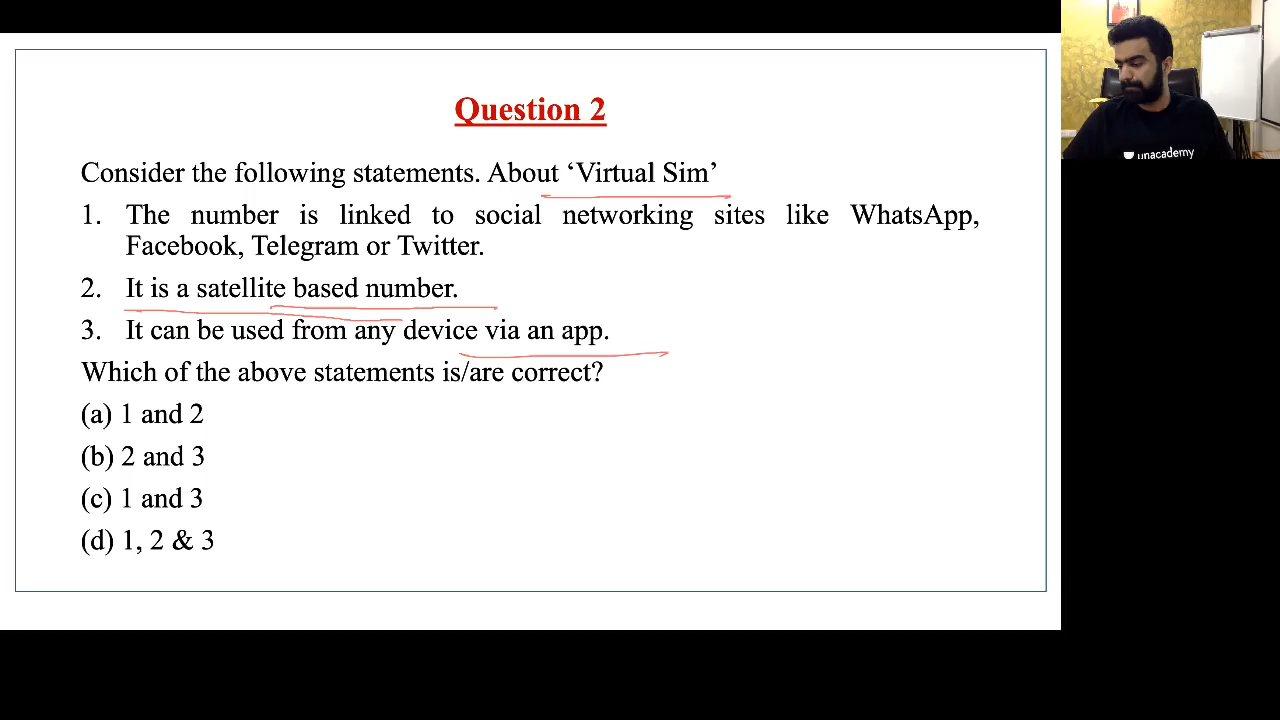 Question 2
Consider the following statements. About ‘Virtual Sim’
1. The number is linked to social networking sites like WhatsApp,
Facebook, Telegram or Twitter.
2. It is a satellite based number.
3. It can be used from any device via an app.
Which of the above statements is/are correct?
(a) 1 and 2
(b) 2 and 3
(c) 1 and 3
(d) 1, 2 & 3
unacademy